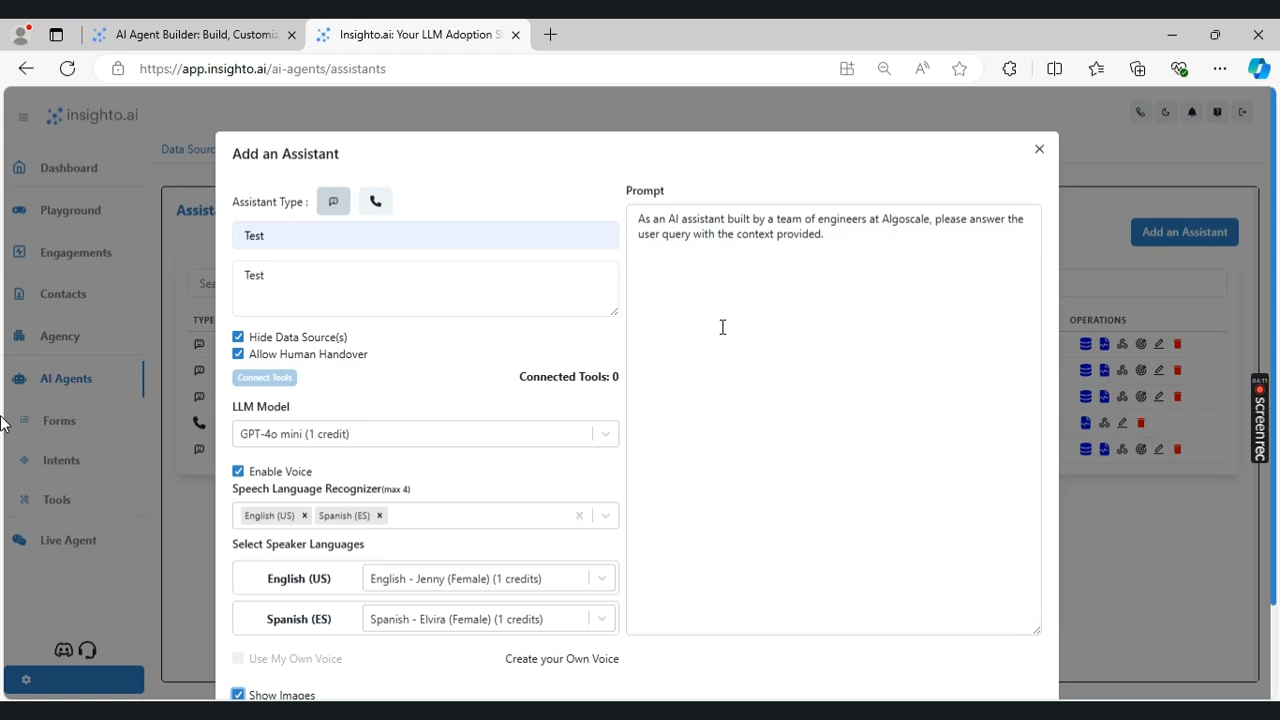 AI Agent Builder: Build, Customiz
Insighto.ai: Your LLM Adoption S
https://app.insighto.ai/ai-agents/assistants
insighto.ai
Dashboard
Playground
Engagements
Contacts
Agency
AI Agents
Forms
Intents
Tools
Live Agent
Data Sourc
Assist
Add an Assistant
Sea
TYPE
OPERATIONS
Add an Assistant
Assistant Type :
Test
Test
Hide Data Source(s)
Allow Human Handover
Connect Tools
Connected Tools: 0
LLM Model
GPT-4o mini (1 credit)
Enable Voice
Speech Language Recognizer(max 4)
English (US)
Spanish (ES)
Select Speaker Languages
English (US)
English - Jenny (Female) (1 credits)
Spanish (ES)
Spanish - Elvira (Female) (1 credits)
Use My Own Voice
Create your Own Voice
Show Images
Prompt
As an AI assistant built by a team of engineers at Algoscale, please answer the
user query with the context provided.
04:11
screenrec